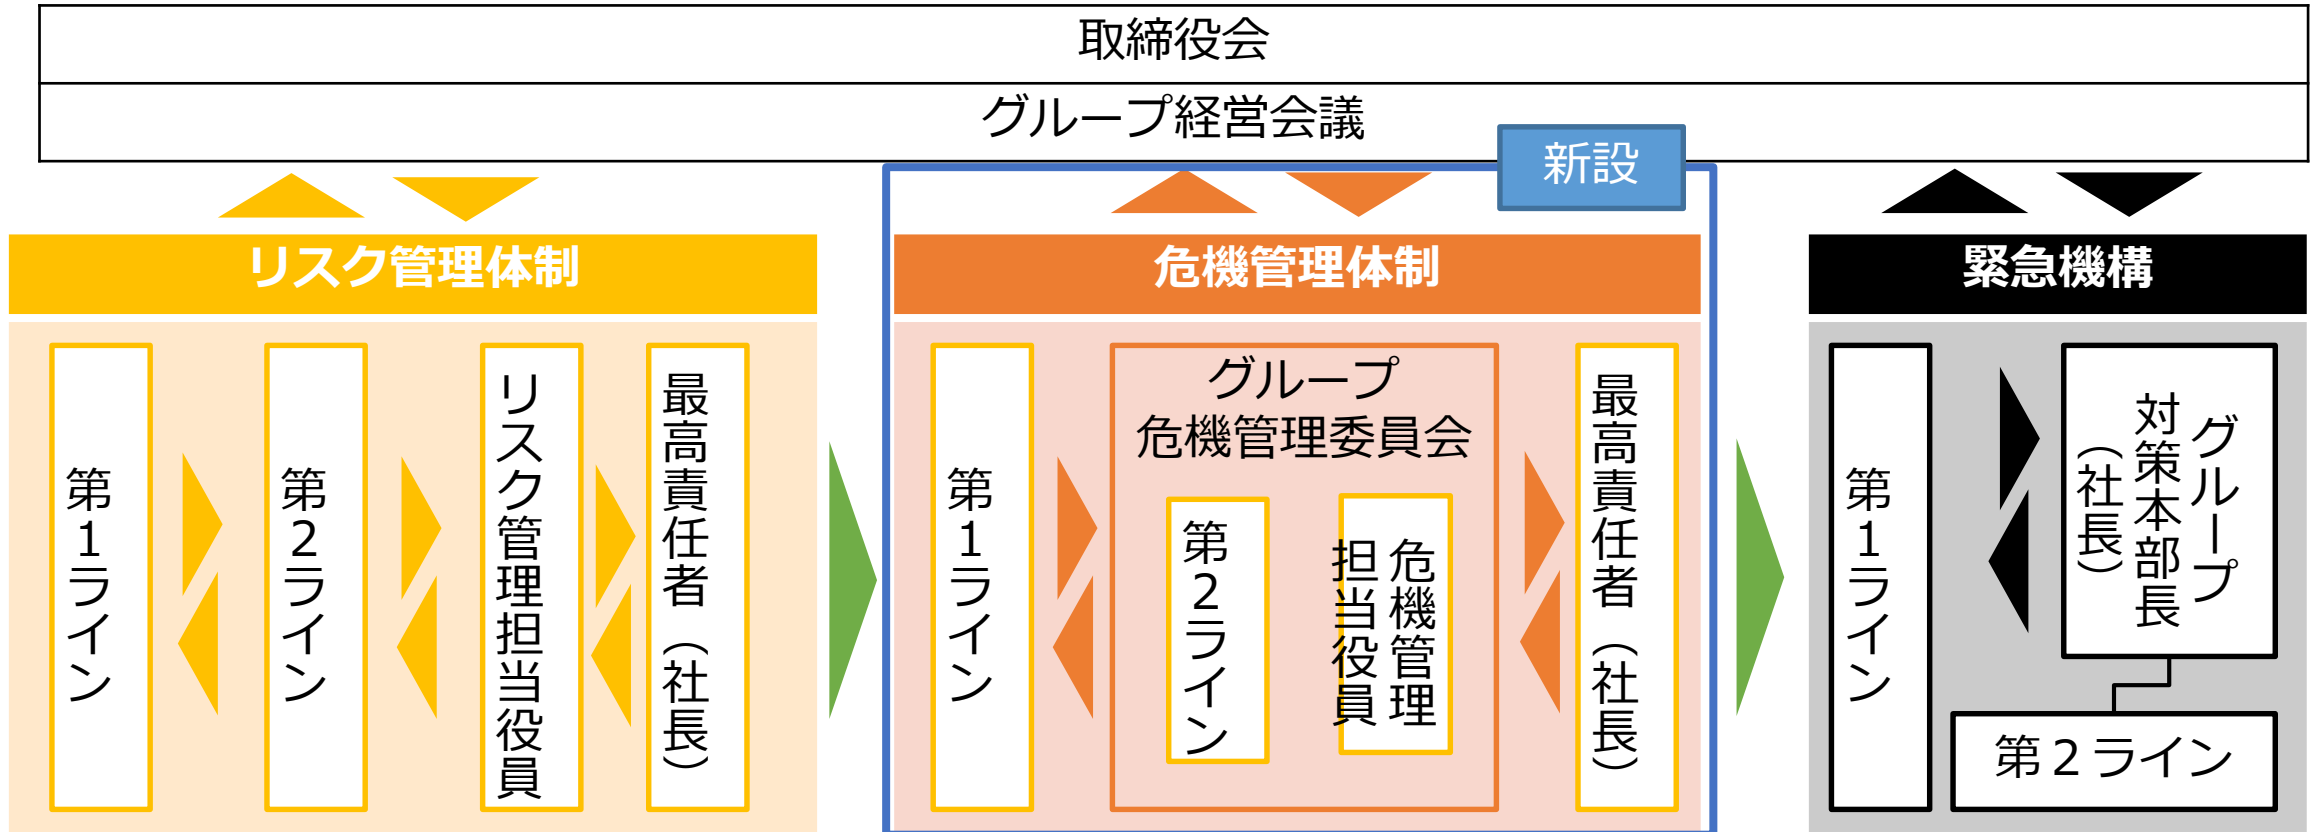 取締役会
グループ経営会議
新設
リスク管理体制
第1ライン
第2ライン
リスク管理担当役員
最高責任者（社長）
危機管理体制
第1ライン
グループ
危機管理委員会
第2ライン
危機管理
担当役員
最高責任者（社長）
緊急機構
第1ライン
グループ
対策本部長
（社長）
第２ライン